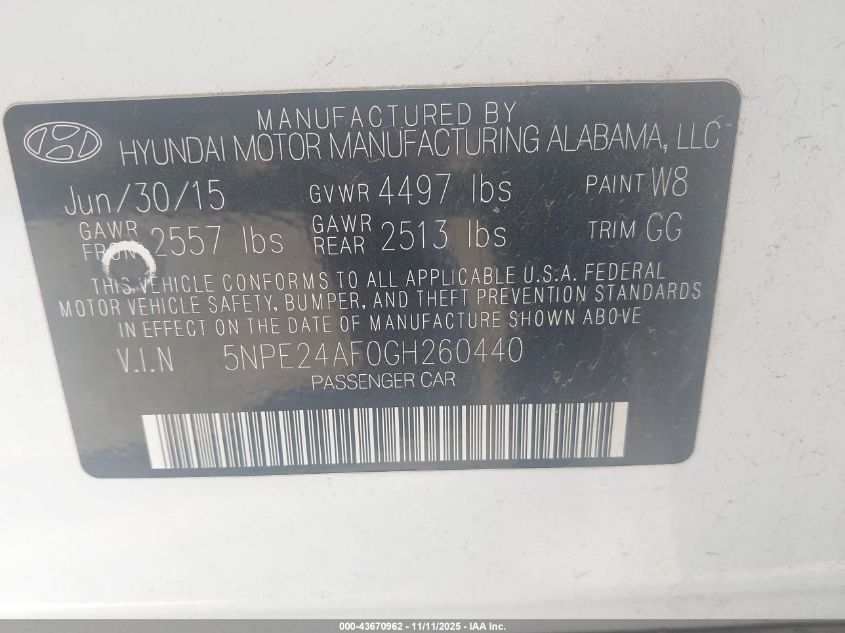 MANUFACTURED BY
HYUNDAI MOTOR MANUFACTURING ALABAMA, LLC
Jun/30/15 GVWR 4497 lbs PAINT W8
GAWR FRON 2557 lbs GAWR REAR 2513 lbs TRIM GG
THIS VEHICLE CONFORMS TO ALL APPLICABLE U.S.A. FEDERAL
MOTOR VEHICLE SAFETY, BUMPER, AND THEFT PREVENTION STANDARDS
IN EFFECT ON THE DATE OF MANUFACTURE SHOWN ABOVE
V.I.N 5NPE24AF0GH260440
PASSENGER CAR
000-43670962 - 11/11/2025 - IAA Inc.